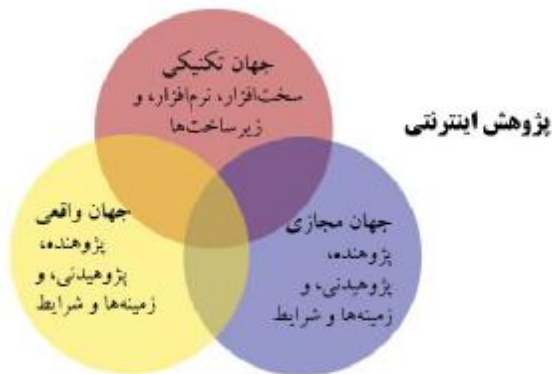 پژوهش اینترنتی
جهان تکنیکی
سخت‌افزار، نرم‌افزار، و
زیرساخت‌ها
جهان مجازی
پژوهنده،
پژوهیدنی، و
زمینه‌ها و شرایط
جهان واقعی
پژوهنده،
پژوهیدنی، و
زمینه‌ها و شرایط